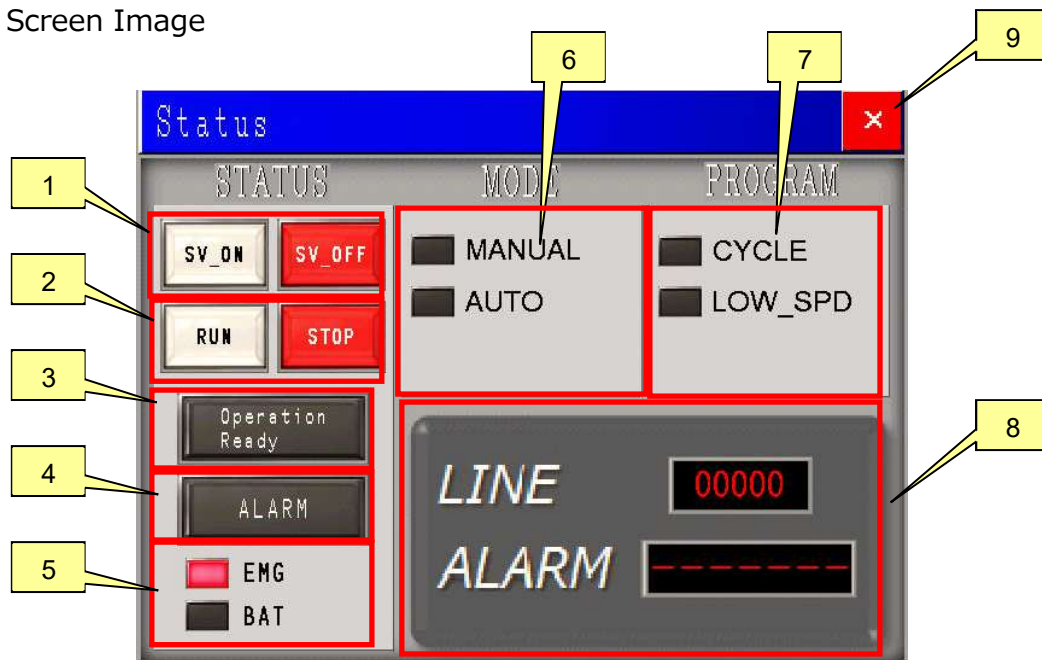 Screen Image
9
6
7
Status
×
STATUS
MODE
PROGRAM
1
SV_ON
SV_OFF
MANUAL
CYCLE
2
AUTO
LOW_SPD
RUN
STOP
3
Operation
Ready
8
LINE
00000
4
ALARM
ALARM
-------
5
EMG
BAT